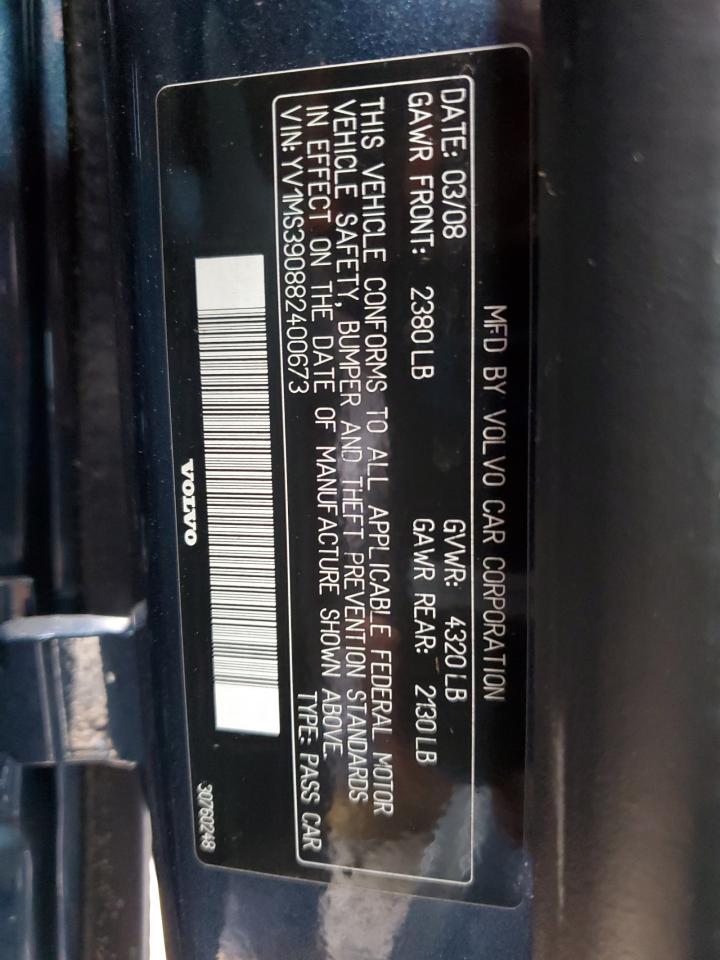 MFD BY VOLVO CAR CORPORATION
DATE: 03/08 GVWR: 4320 LB
GAWR FRONT: 2380 LB GAWR REAR: 2130 LB
THIS VEHICLE CONFORMS TO ALL APPLICABLE FEDERAL MOTOR
VEHICLE SAFETY, BUMPER AND THEFT PREVENTION STANDARDS
IN EFFECT ON THE DATE OF MANUFACTURE SHOWN ABOVE.
VIN: YV1MS390882400673 TYPE: PASS CAR
VOLVO
30760248